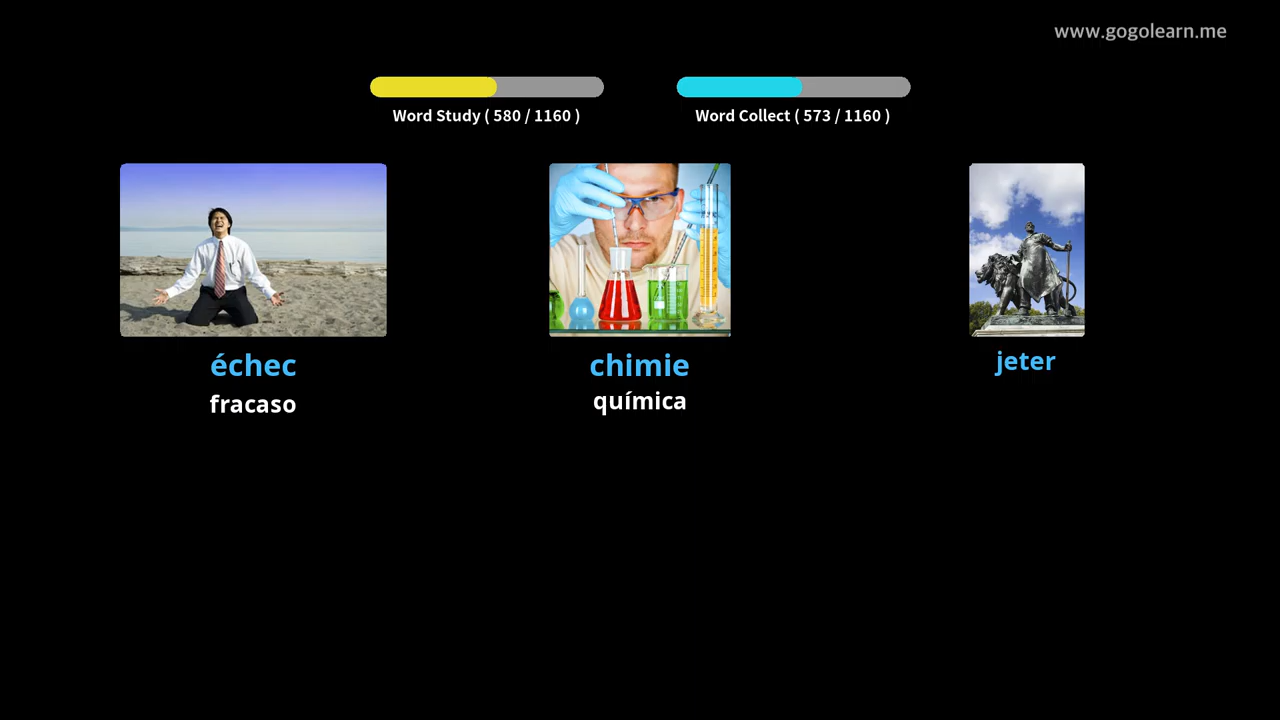 www.gogolearn.me
Word Study ( 580 / 1160 )
Word Collect ( 573 / 1160 )
échec
fracaso
chimie
química
jeter